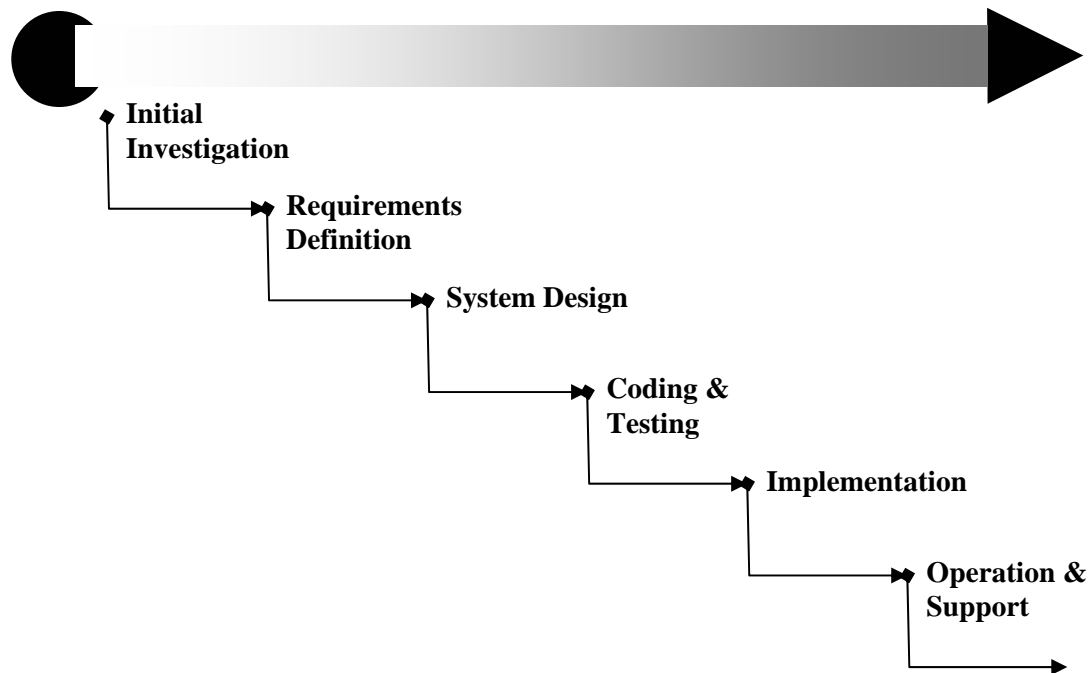 Initial
Investigation
Requirements
Definition
System Design
Coding &
Testing
Implementation
Operation &
Support